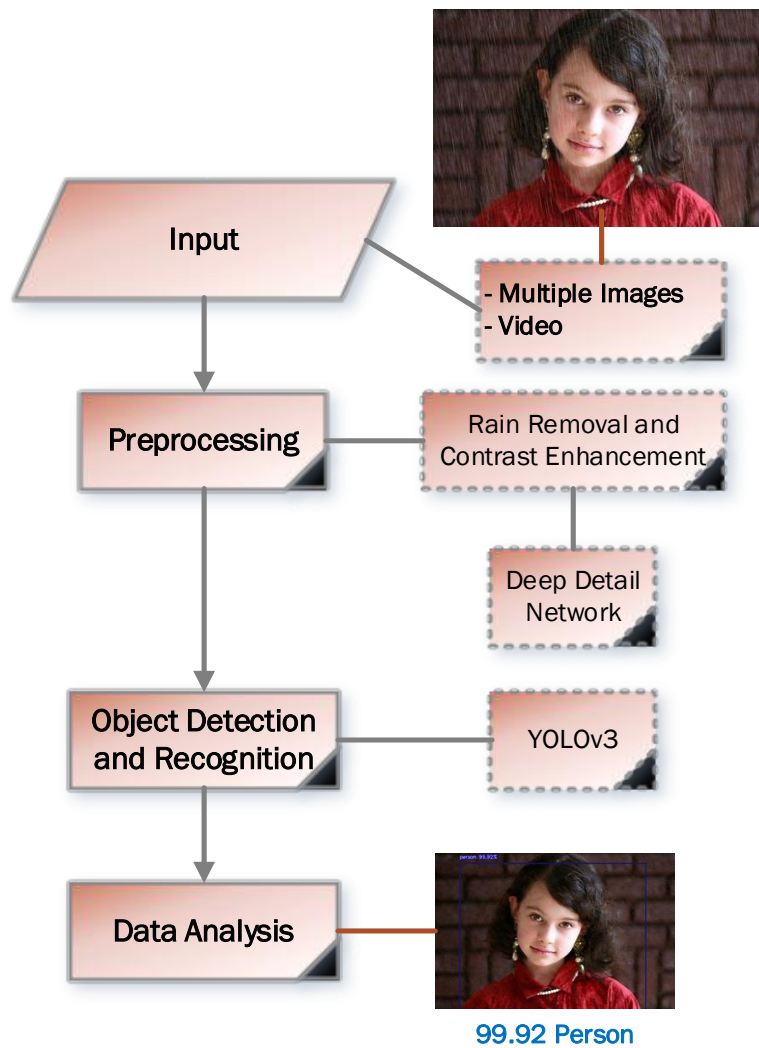 Input
- Multiple Images
- Video
Preprocessing
Rain Removal and
Contrast Enhancement
Deep Detail
Network
Object Detection
and Recognition
YOLOv3
person 99.92%
Data Analysis
99.92 Person